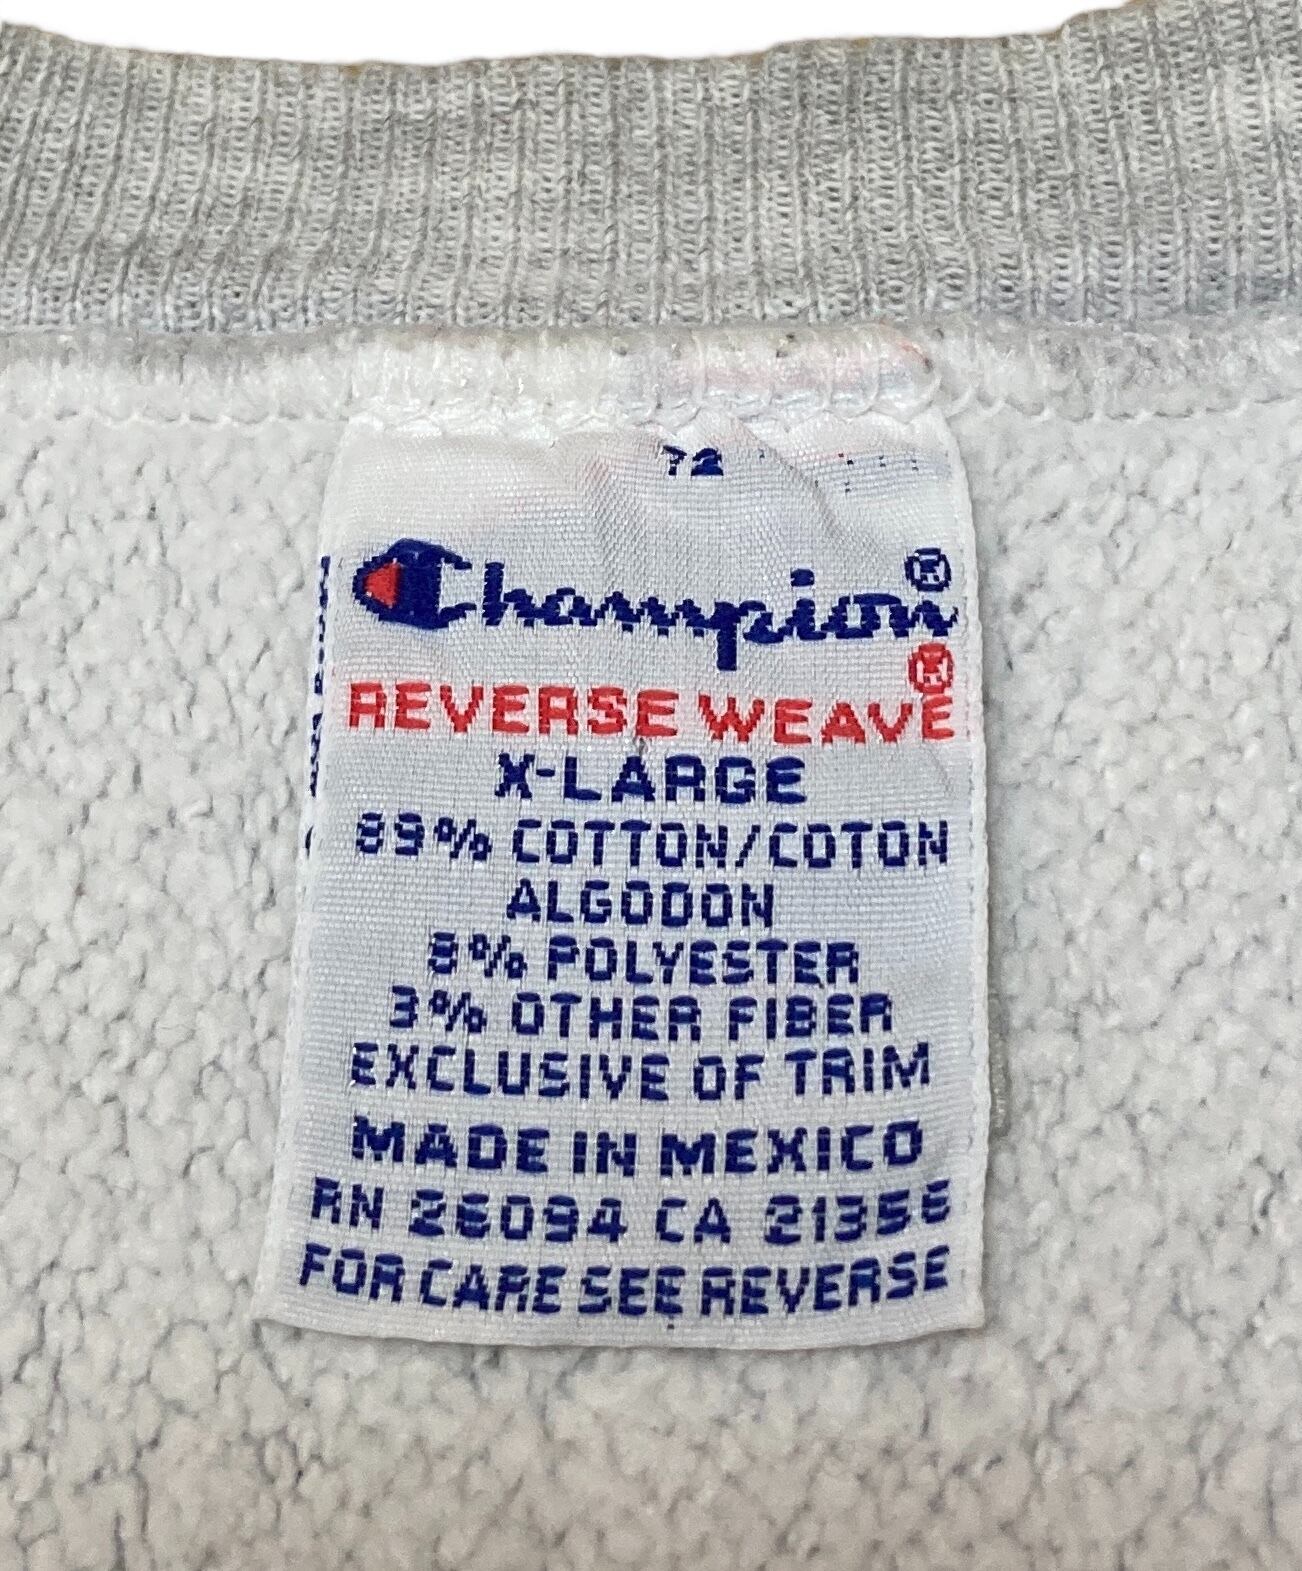 Champion®
REVERSE WEAVE®
X-LARGE
89% COTTON/COTON
ALGODON
8% POLYESTER
3% OTHER FIBER
EXCLUSIVE OF TRIM
MADE IN MEXICO
RN 26094 CA 21356
FOR CARE SEE REVERSE